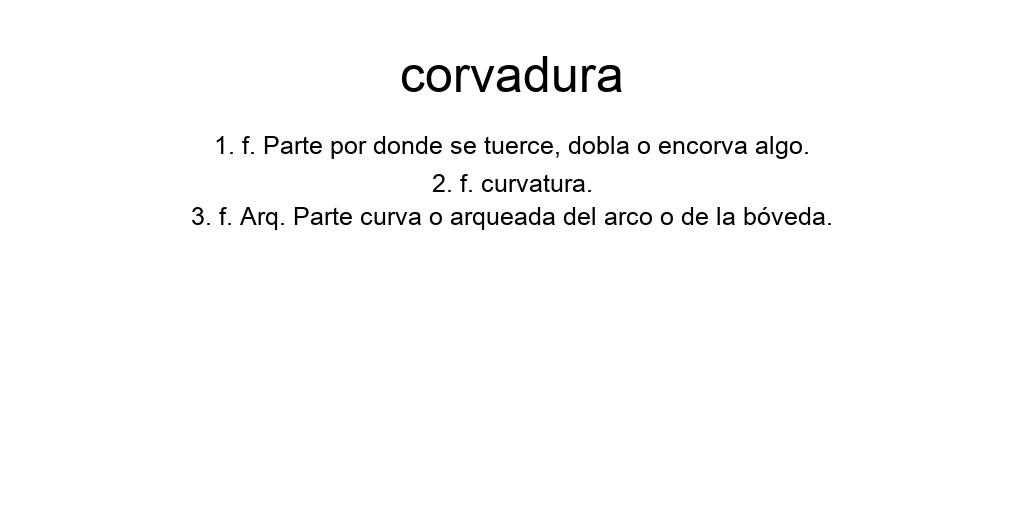 corvadura
1. f. Parte por donde se tuerce, dobla o encorva algo.
2. f. curvatura.
3. f. Arq. Parte curva o arqueada del arco o de la bóveda.